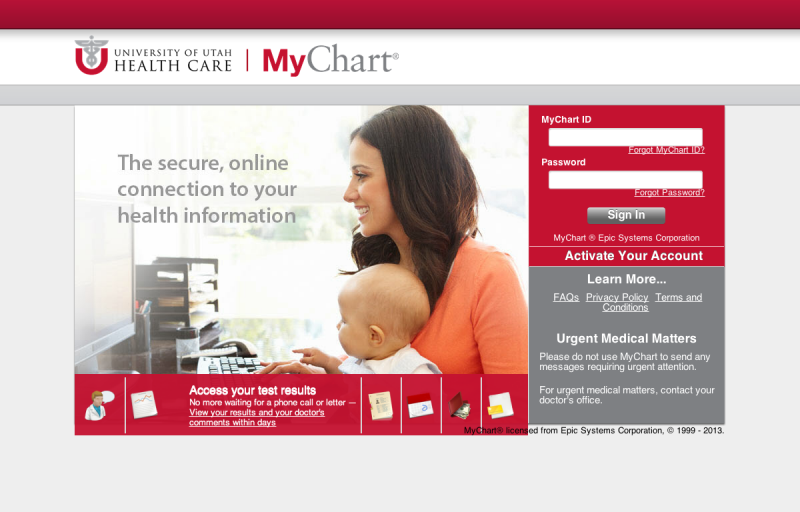 UNIVERSITY OF UTAH
HEALTH CARE
MyChart®
The secure, online
connection to your
health information
MyChart ID
Forgot MyChart ID?
Password
Forgot Password?
Sign In
MyChart ® Epic Systems Corporation
Activate Your Account
Learn More...
FAQs Privacy Policy Terms and
Conditions
Urgent Medical Matters
Please do not use MyChart to send any
messages requiring urgent attention.
For urgent medical matters, contact your
doctor's office.
Access your test results
No more waiting for a phone call or letter —
View your results and your doctor's
comments within days
MyChart® licensed from Epic Systems Corporation, © 1999 - 2013.